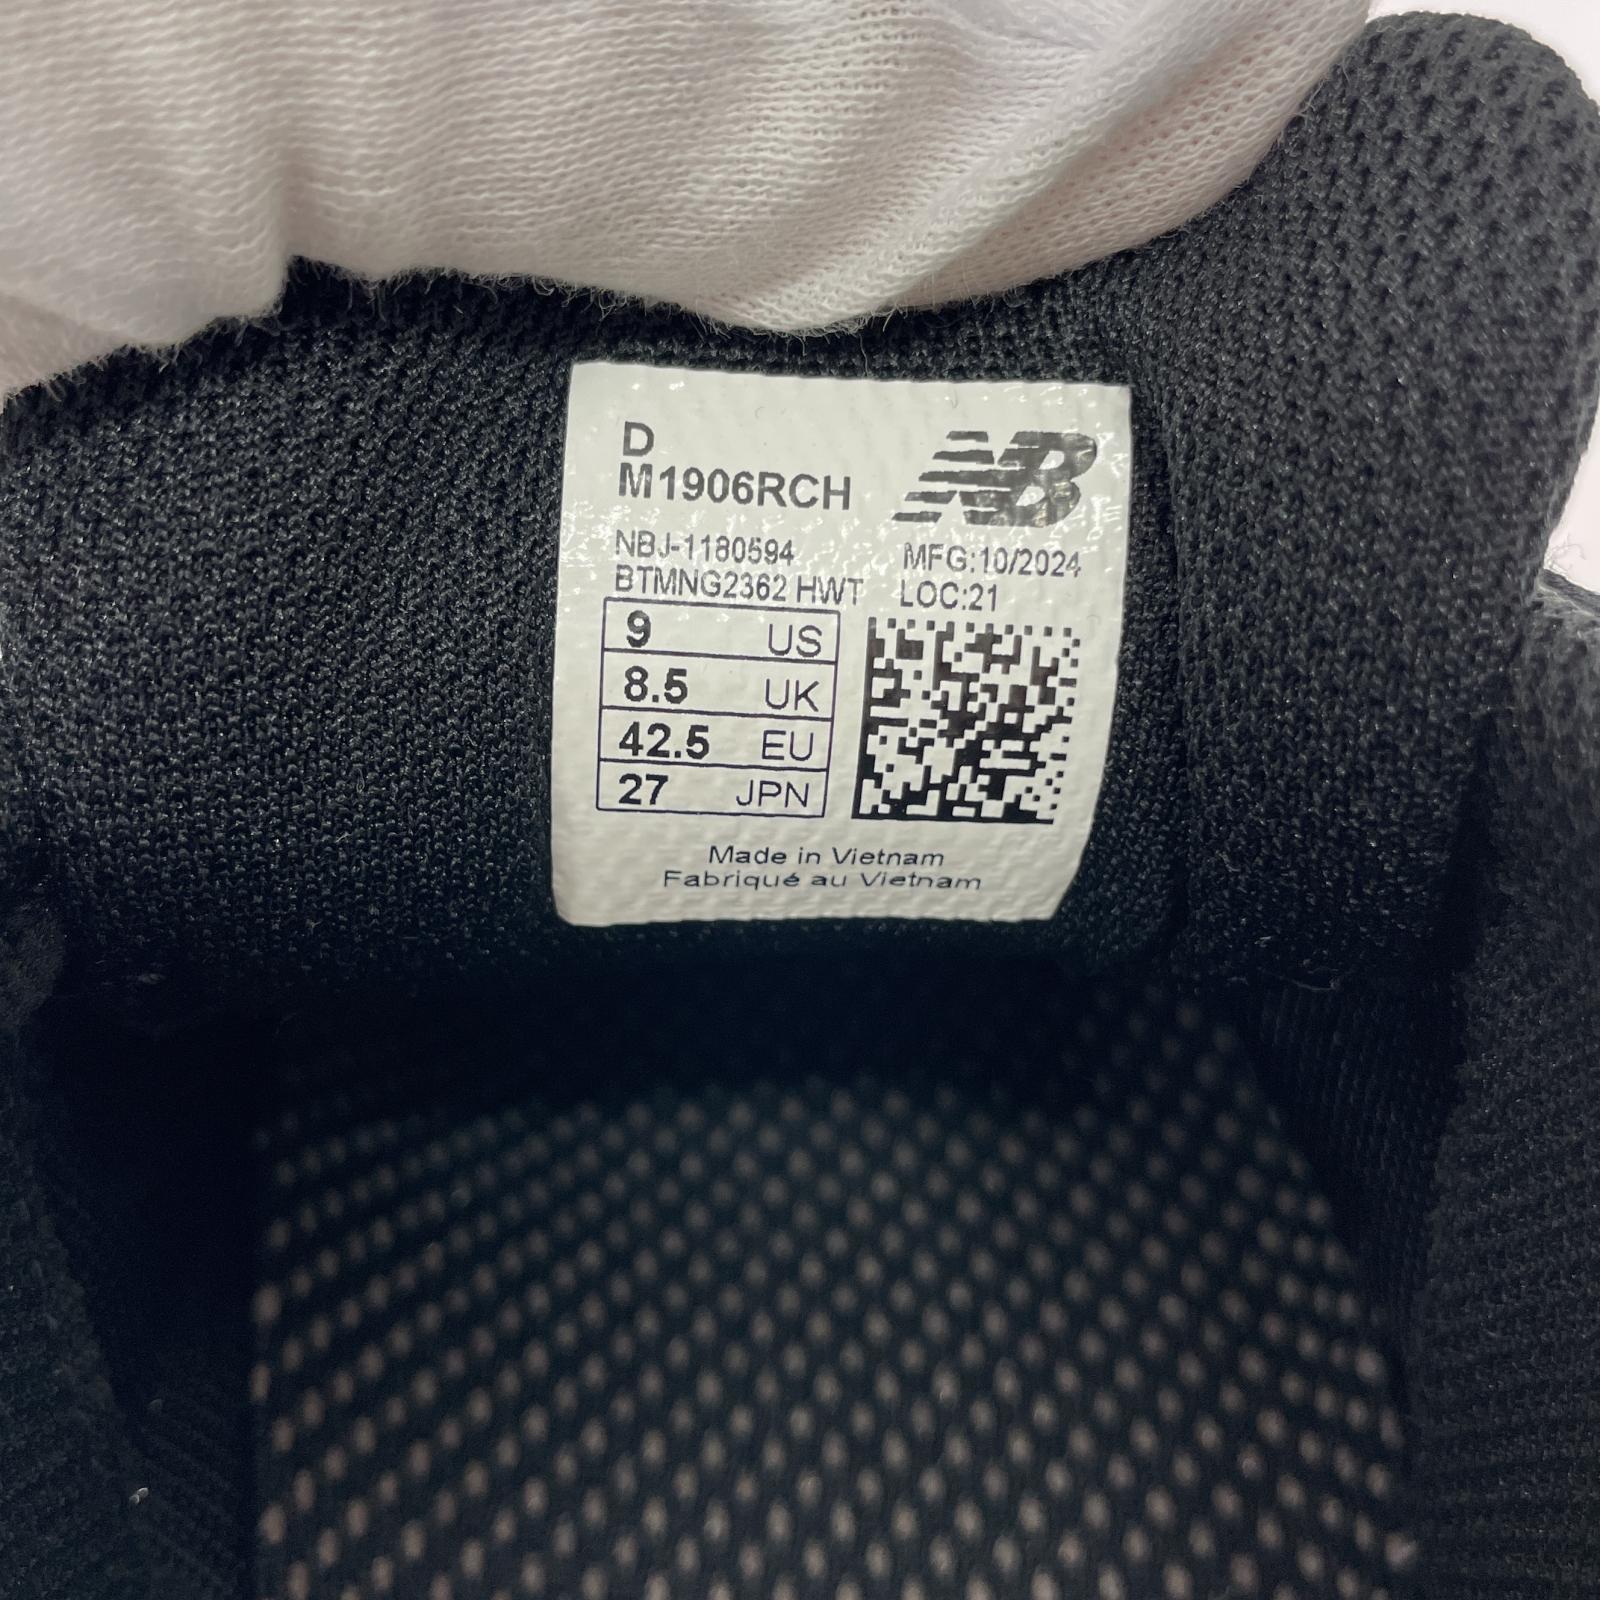 D
M1906RCH
NB
NBJ-1180594
MFG:10/2024
BTMNG2362 HWT
LOC:21
9 US
8.5 UK
42.5 EU
27 JPN
Made in Vietnam
Fabriqué au Vietnam